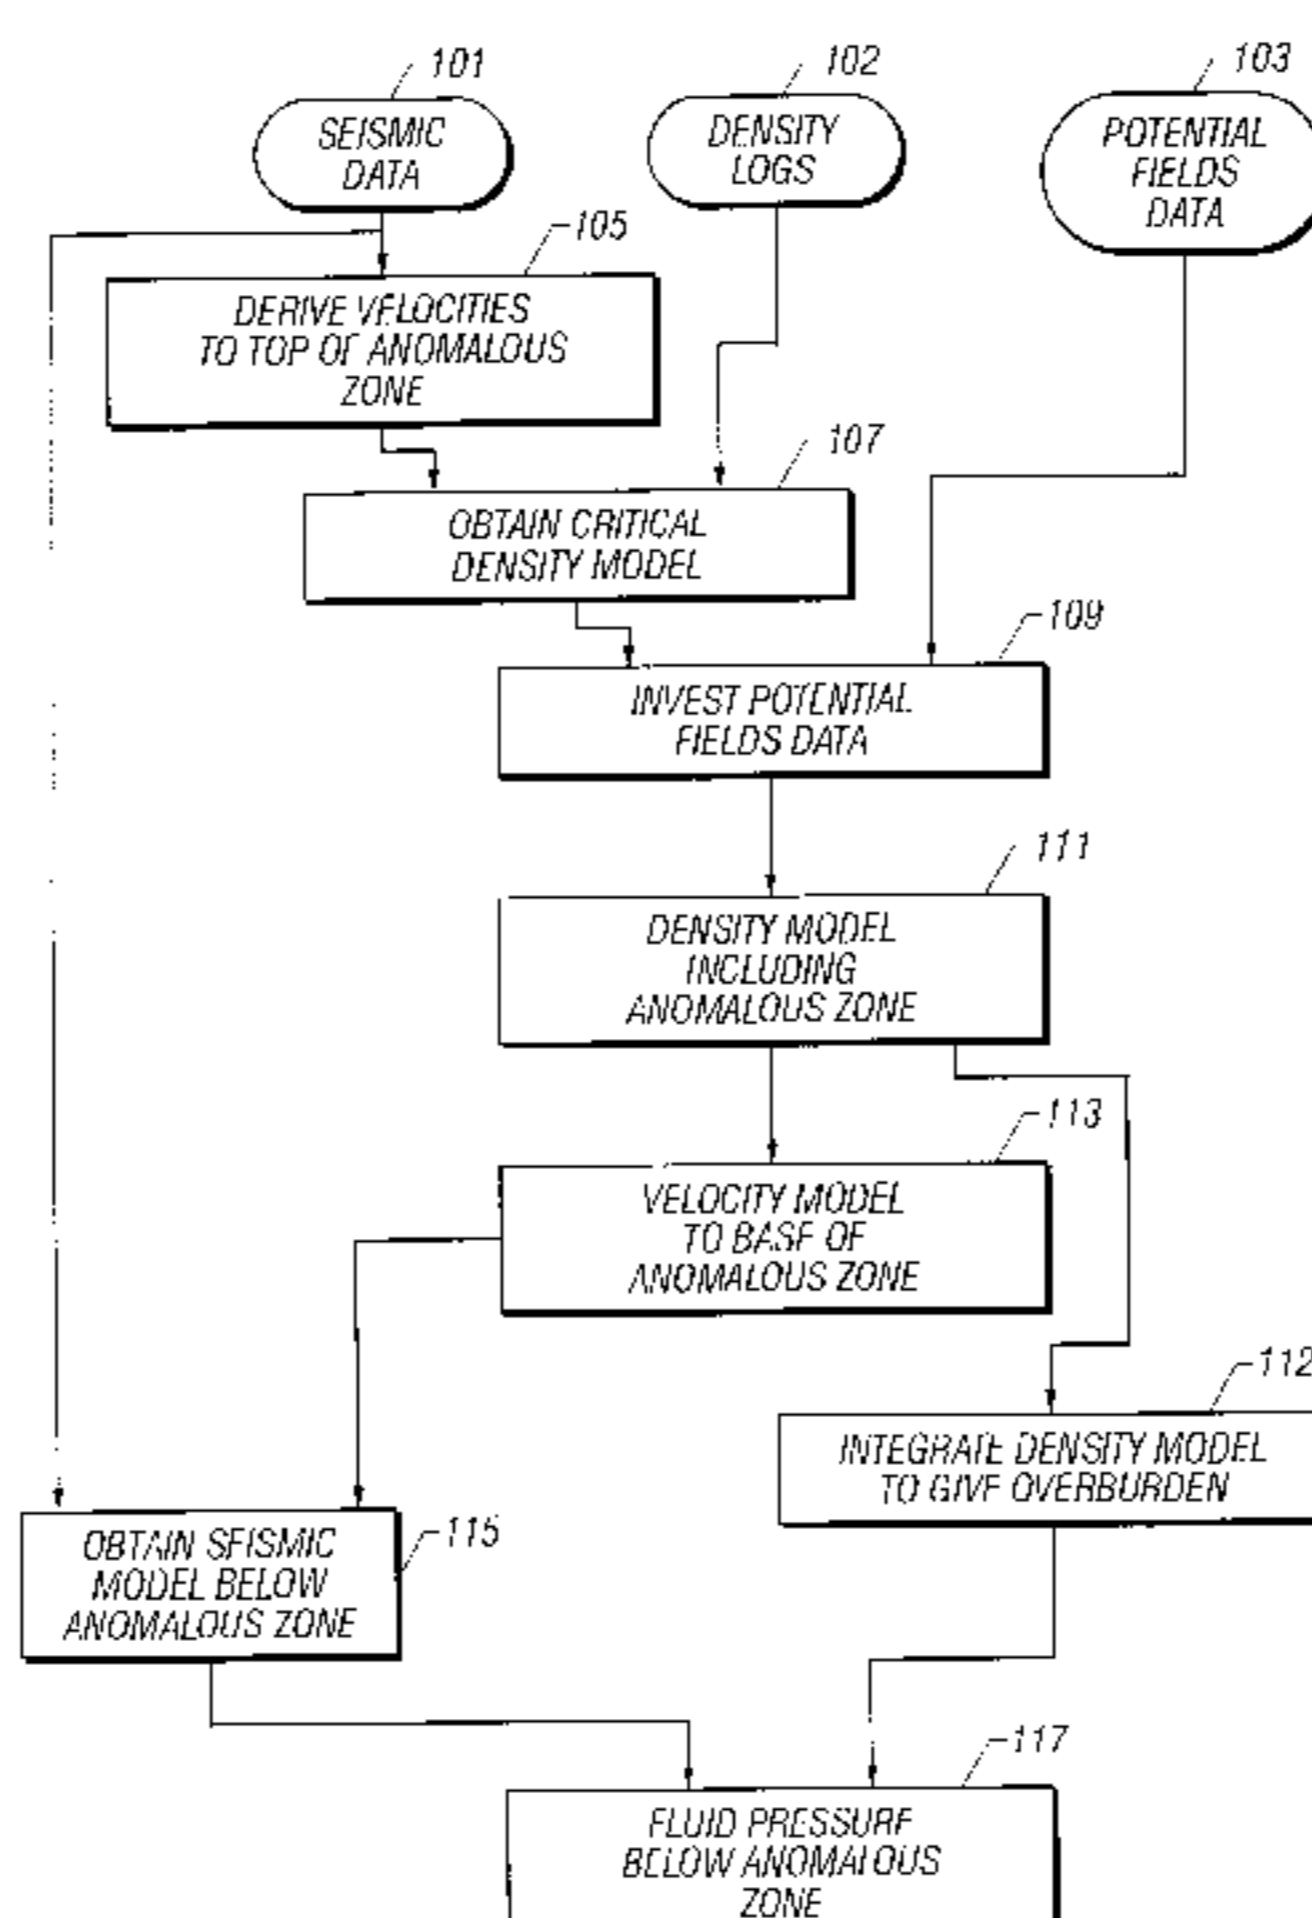 101
SEISMIC
DATA
102
DENSITY
LOGS
103
POTENTIAL
FIELDS
DATA
105
DERIVE VELOCITIES
TO TOP OF ANOMALOUS
ZONE
107
OBTAIN CRITICAL
DENSITY MODEL
109
INVEST POTENTIAL
FIELDS DATA
111
DENSITY MODEL
INCLUDING
ANOMALOUS ZONE
113
VELOCITY MODEL
TO BASE OF
ANOMALOUS ZONE
112
INTEGRATE DENSITY MODEL
TO GIVE OVERBURDEN
115
OBTAIN SEISMIC
MODEL BELOW
ANOMALOUS ZONE
117
FLUID PRESSURE
BELOW ANOMALOUS
ZONE